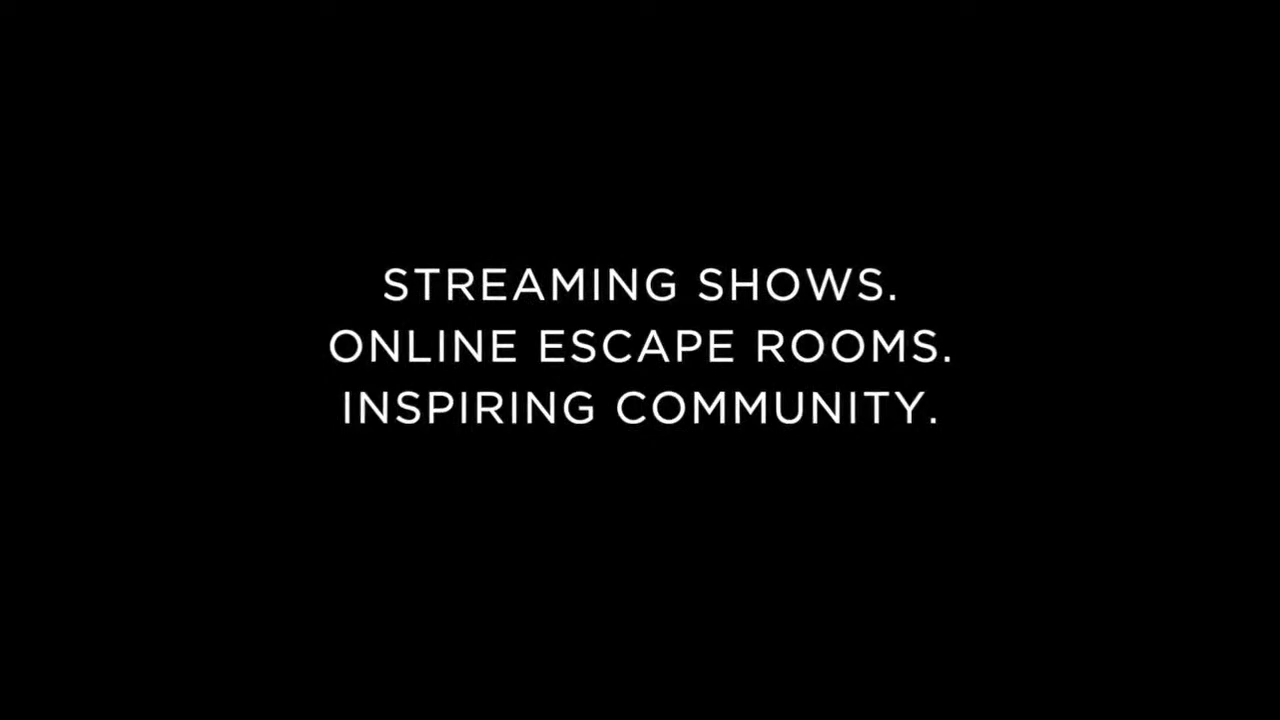 STREAMING SHOWS.
ONLINE ESCAPE ROOMS.
INSPIRING COMMUNITY.